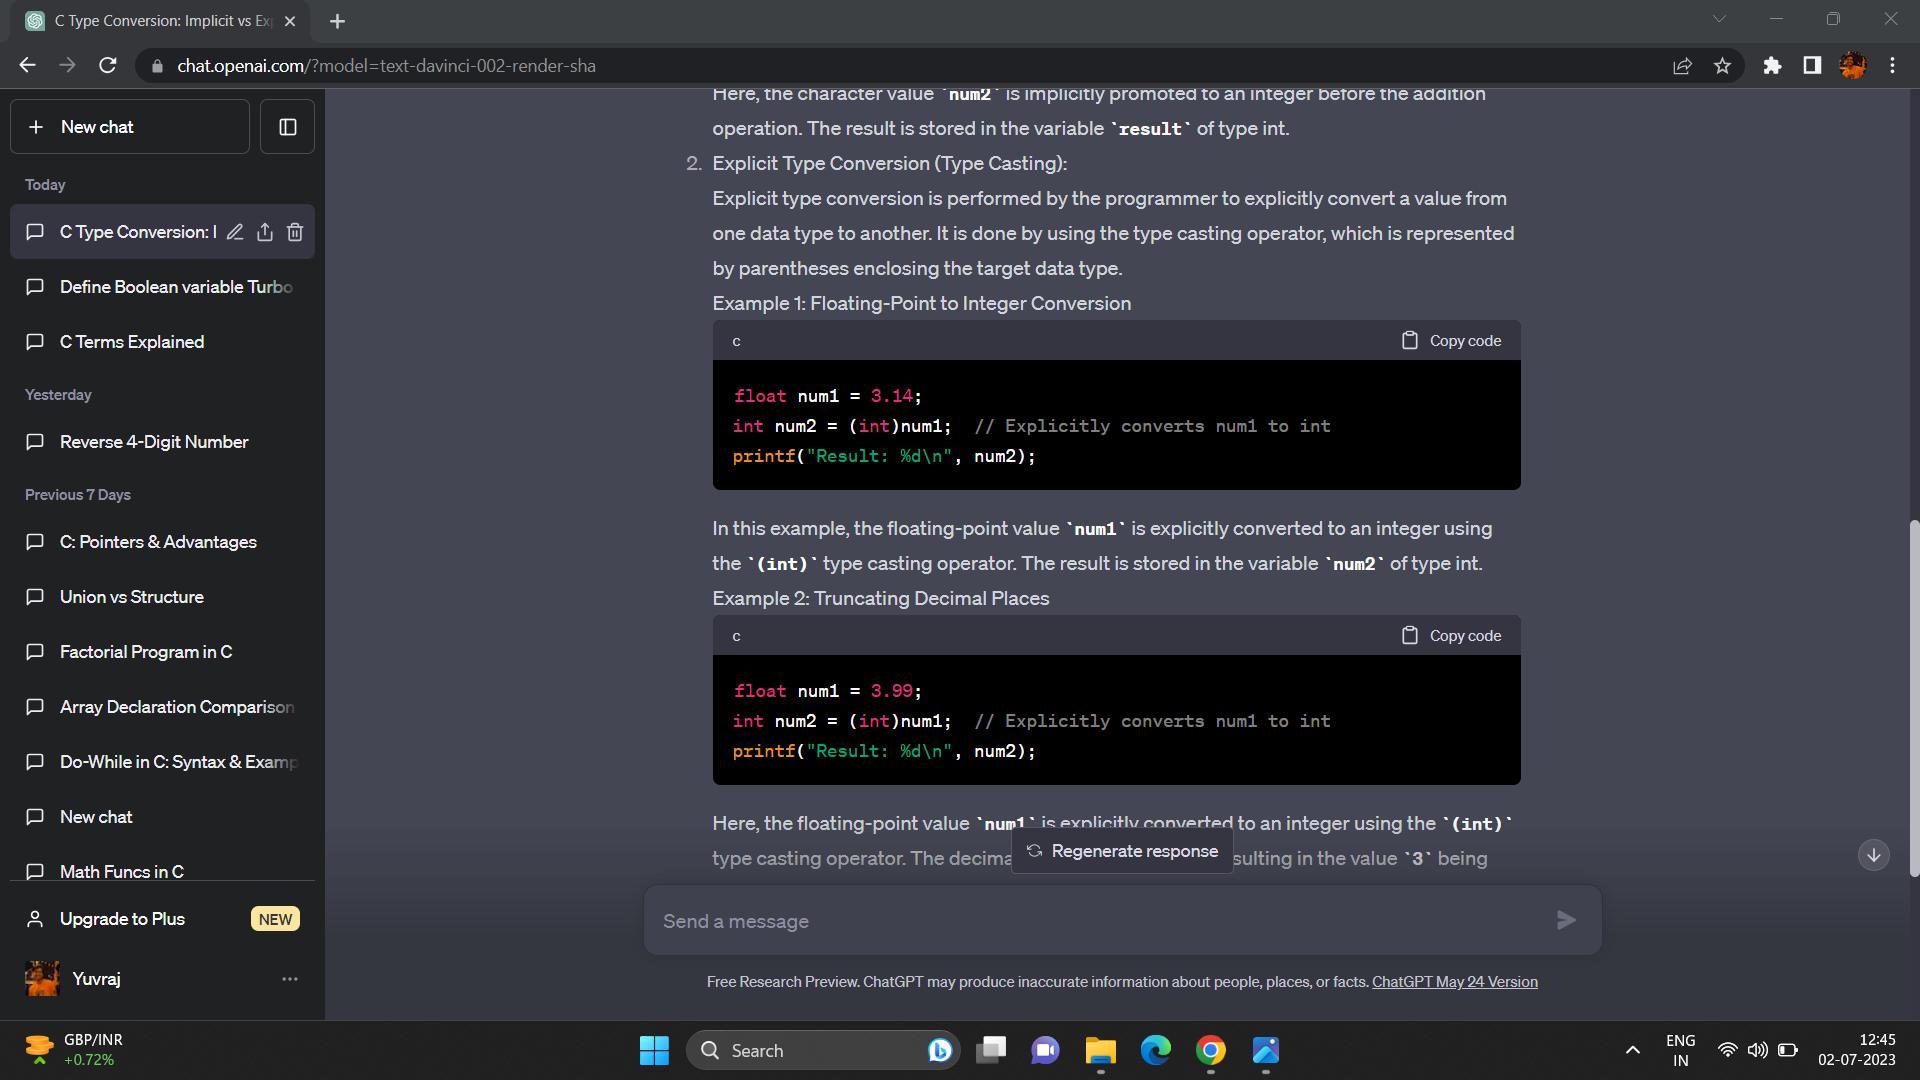 C Type Conversion: Implicit vs Exp
chat.openai.com/?model=text-davinci-002-render-sha
New chat
Today
C Type Conversion: I
Define Boolean variable Turbo
C Terms Explained
Yesterday
Reverse 4-Digit Number
Previous 7 Days
C: Pointers & Advantages
Union vs Structure
Factorial Program in C
Array Declaration Comparison
Do-While in C: Syntax & Examp
New chat
Math Funcs in C
Upgrade to Plus NEW
Yuvraj
Here, the character value `num2` is implicitly promoted to an integer before the addition
operation. The result is stored in the variable `result` of type int.
2. Explicit Type Conversion (Type Casting):
Explicit type conversion is performed by the programmer to explicitly convert a value from
one data type to another. It is done by using the type casting operator, which is represented
by parentheses enclosing the target data type.
Example 1: Floating-Point to Integer Conversion
c Copy code
float num1 = 3.14;
int num2 = (int)num1;  // Explicitly converts num1 to int
printf("Result: %d\n", num2);
In this example, the floating-point value `num1` is explicitly converted to an integer using
the `(int)` type casting operator. The result is stored in the variable `num2` of type int.
Example 2: Truncating Decimal Places
c Copy code
float num1 = 3.99;
int num2 = (int)num1;  // Explicitly converts num1 to int
printf("Result: %d\n", num2);
Here, the floating-point value `num1` is explicitly converted to an integer using the `(int)`
type casting operator. The decima sulting in the value `3` being
Regenerate response
Send a message
Free Research Preview. ChatGPT may produce inaccurate information about people, places, or facts. ChatGPT May 24 Version
GBP/INR
+0.72%
Search
ENG
IN
12:45
02-07-2023